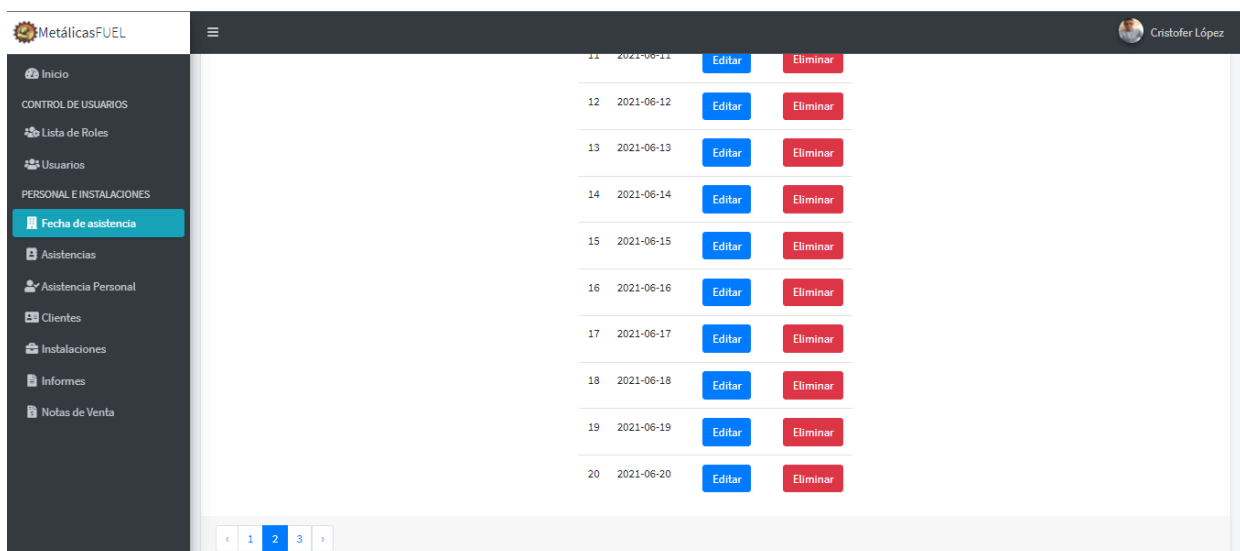 MetálicasFUEL
Cristofer López
Inicio
CONTROL DE USUARIOS
Lista de Roles
Usuarios
PERSONAL E INSTALACIONES
Fecha de asistencia
Asistencias
Asistencia Personal
Clientes
Instalaciones
Informes
Notas de Venta
11 2021-06-11 Editar Eliminar
12 2021-06-12 Editar Eliminar
13 2021-06-13 Editar Eliminar
14 2021-06-14 Editar Eliminar
15 2021-06-15 Editar Eliminar
16 2021-06-16 Editar Eliminar
17 2021-06-17 Editar Eliminar
18 2021-06-18 Editar Eliminar
19 2021-06-19 Editar Eliminar
20 2021-06-20 Editar Eliminar
‹ 1 2 3 ›